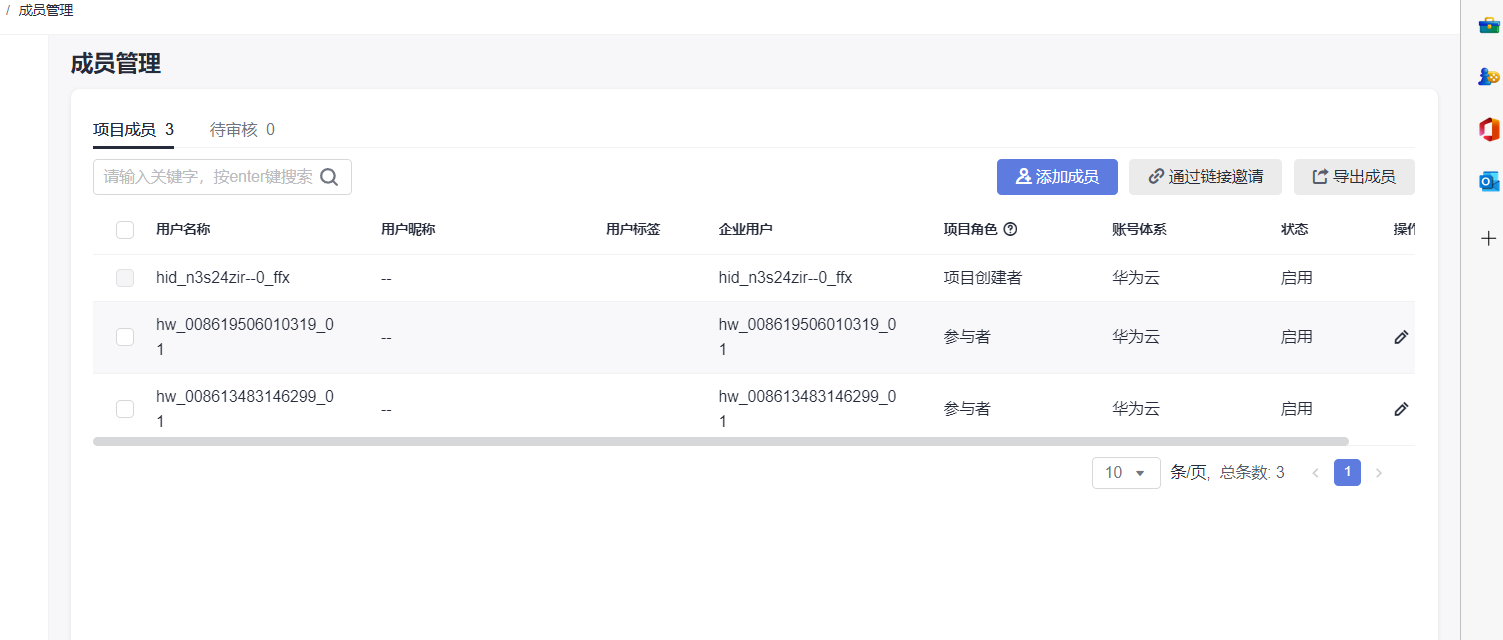 / 成员管理
成员管理
项目成员 3 待审核 0
请输入关键字，按enter键搜索 添加成员 通过链接邀请 导出成员
用户名称 用户昵称 用户标签 企业用户 项目角色 账号体系 状态 操作
hid_n3s24zir--0_ffx -- hid_n3s24zir--0_ffx 项目创建者 华为云 启用
hw_008619506010319_0 hw_008619506010319_0
-- 参与者 华为云 启用
1 1
hw_008613483146299_0 hw_008613483146299_0
-- 参与者 华为云 启用
1 1
10 条/页, 总条数: 3 < 1 >